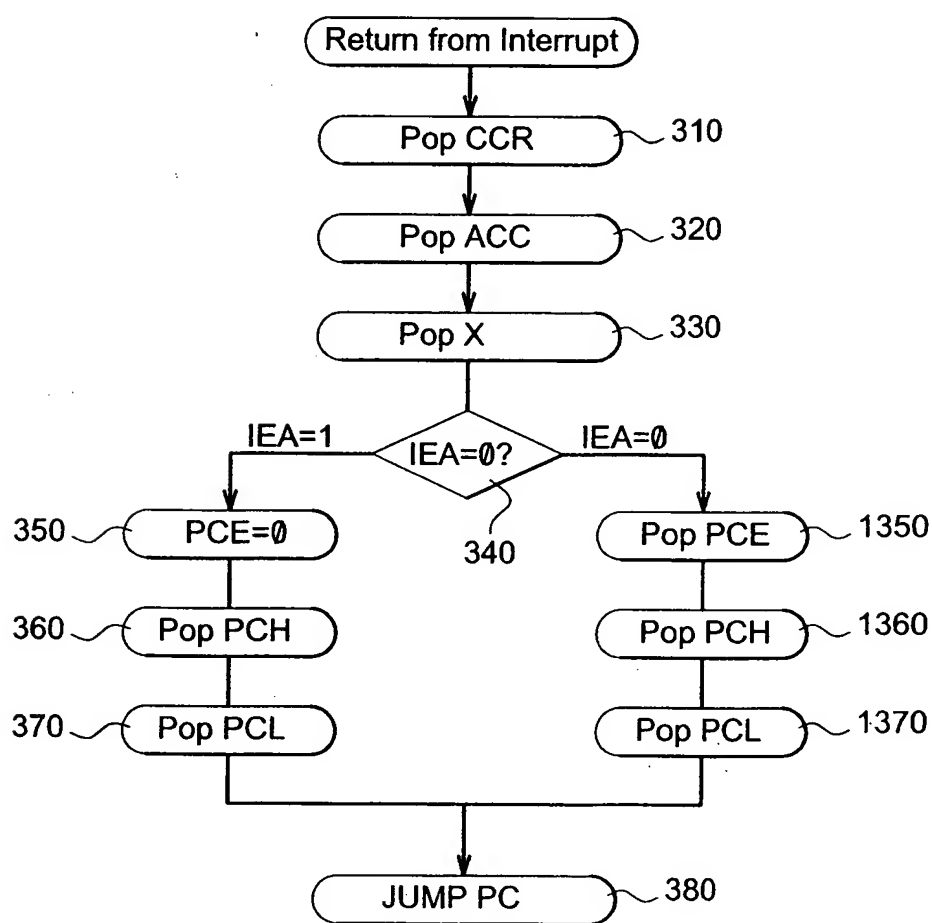 Return from Interrupt
Pop CCR 310
Pop ACC 320
Pop X 330
IEA=1 IEA=0? IEA=0
340
350 PCE=0 Pop PCE 1350
360 Pop PCH Pop PCH 1360
370 Pop PCL Pop PCL 1370
JUMP PC 380